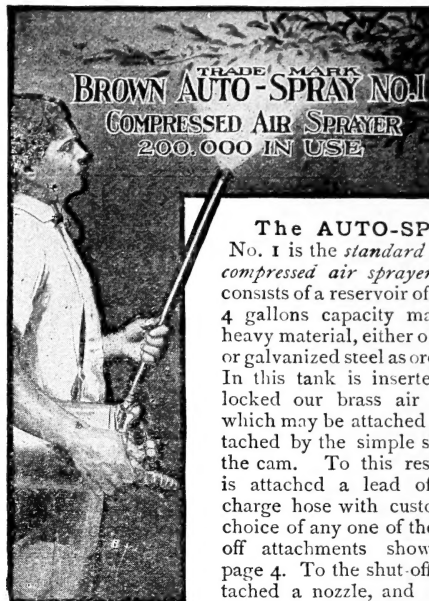 TRADE MARK
BROWN AUTO-SPRAY NO.1
COMPRESSED AIR SPRAYER
200.000 IN USE
The AUTO-SP
No. 1 is the standard
compressed air sprayer
consists of a reservoir of
4 gallons capacity ma
heavy material, either o
or galvanized steel as or
In this tank is inserte
locked our brass air
which may be attached
tached by the simple s
the cam. To this res
is attached a lead of
charge hose with custo
choice of any one of the
off attachments show
page 4. To the shut-off
tached a nozzle, and